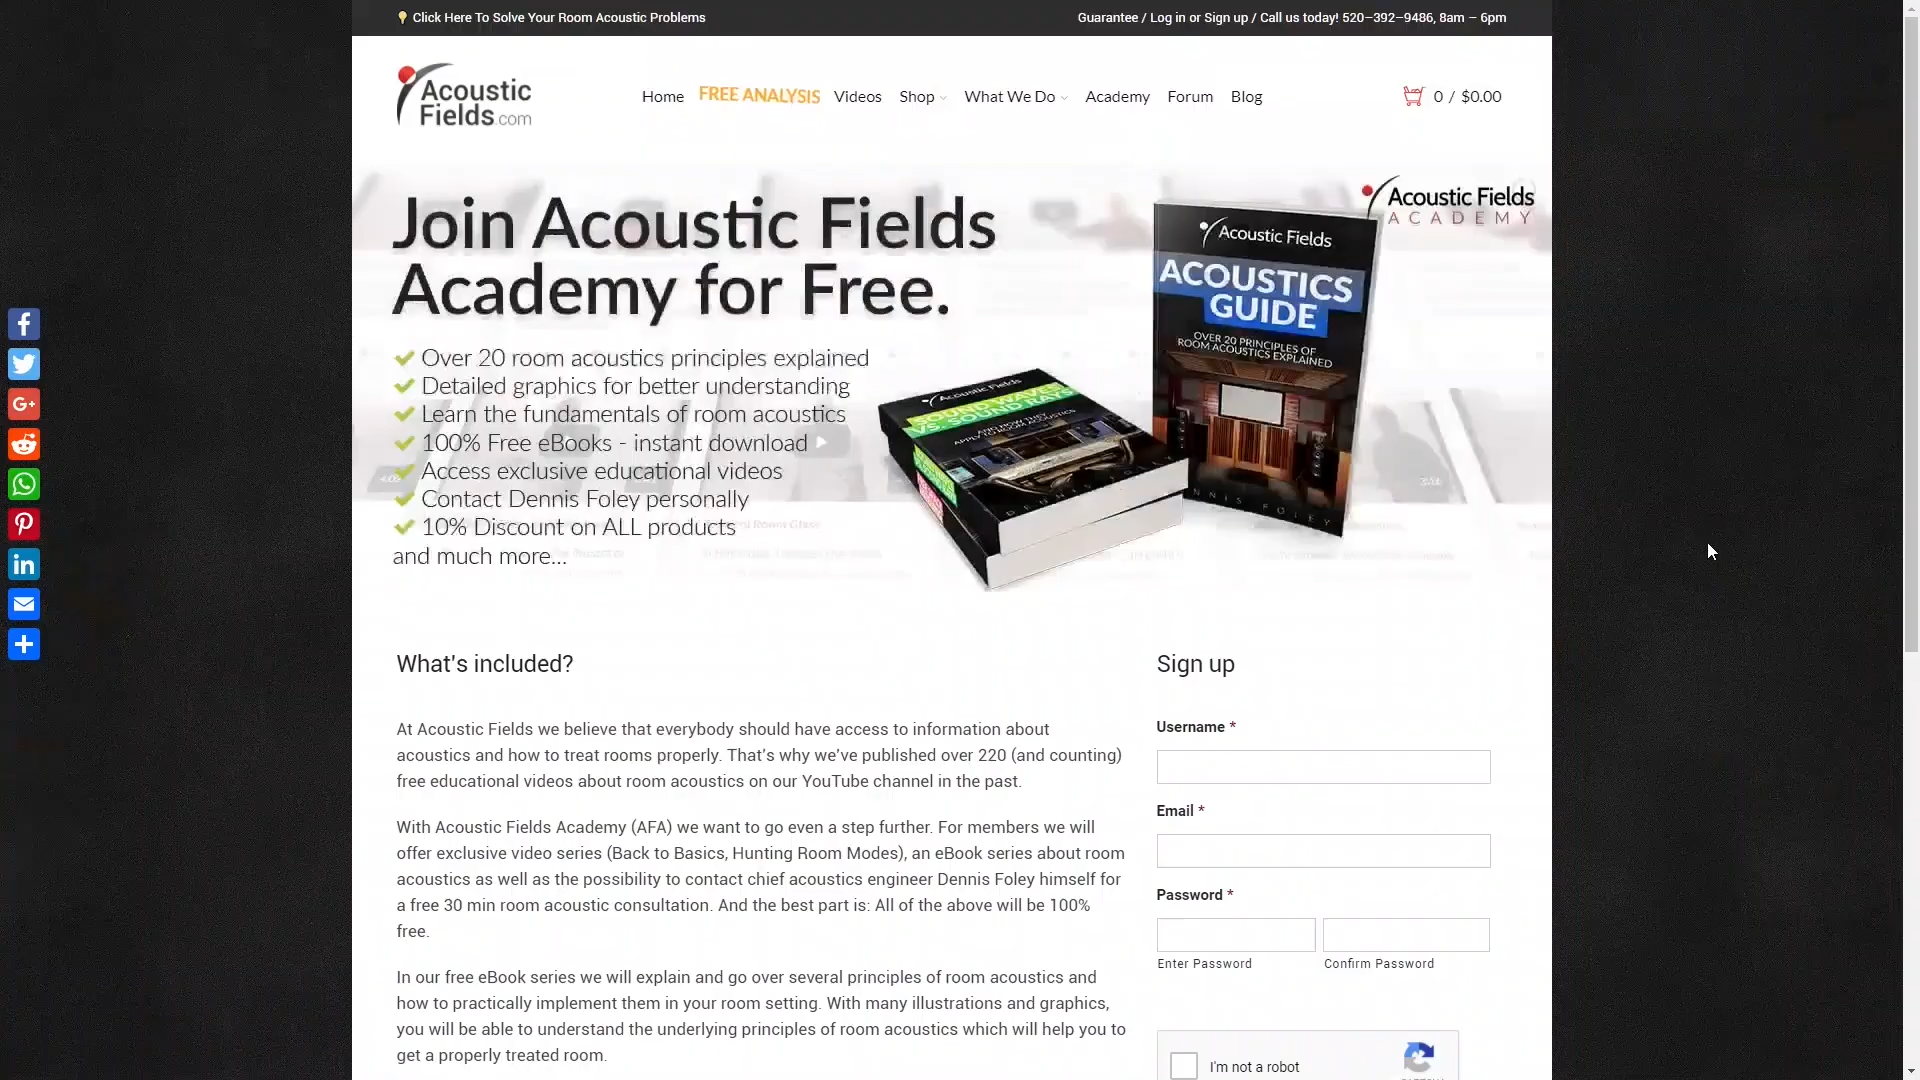 Click Here To Solve Your Room Acoustic Problems
Guarantee / Log in or Sign up / Call us today! 520–392–9486, 8am – 6pm
Acoustic
Fields.com
Home
FREE ANALYSIS
Videos
Shop
What We Do
Academy
Forum
Blog
0 / $0.00
Join Acoustic Fields
Academy for Free.
Over 20 room acoustics principles explained
Detailed graphics for better understanding
Learn the fundamentals of room acoustics
100% Free eBooks - instant download
Access exclusive educational videos
Contact Dennis Foley personally
10% Discount on ALL products
and much more...
Acoustic Fields
ACADEMY
Acoustic Fields
ACOUSTICS
GUIDE
OVER 20 PRINCIPLES OF
ROOM ACOUSTICS EXPLAINED
Acoustic Fields
SOUND WAVES
VS. SOUND RAYS
AND HOW THEY
APPLY TO ROOM ACOUSTICS
What's included?
At Acoustic Fields we believe that everybody should have access to information about
acoustics and how to treat rooms properly. That's why we've published over 220 (and counting)
free educational videos about room acoustics on our YouTube channel in the past.
With Acoustic Fields Academy (AFA) we want to go even a step further. For members we will
offer exclusive video series (Back to Basics, Hunting Room Modes), an eBook series about room
acoustics as well as the possibility to contact chief acoustics engineer Dennis Foley himself for
a free 30 min room acoustic consultation. And the best part is: All of the above will be 100%
free.
In our free eBook series we will explain and go over several principles of room acoustics and
how to practically implement them in your room setting. With many illustrations and graphics,
you will be able to understand the underlying principles of room acoustics which will help you to
get a properly treated room.
Sign up
Username *
Email *
Password *
Enter Password
Confirm Password
I'm not a robot